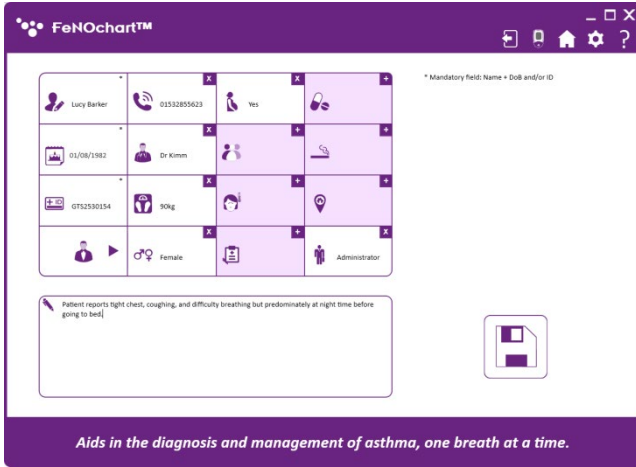 FeNOchart™
* Mandatory field: Name + DoB and/or ID
* X X +
Lucy Barker 01532855623 Yes
* X + +
01/08/1982 Dr Kimm
* X + +
+ ID GTS2530154 90kg
X + X
Female Administrator
Patient reports tight chest, coughing, and difficulty breathing but predominately at night time before
going to bed.
Aids in the diagnosis and management of asthma, one breath at a time.